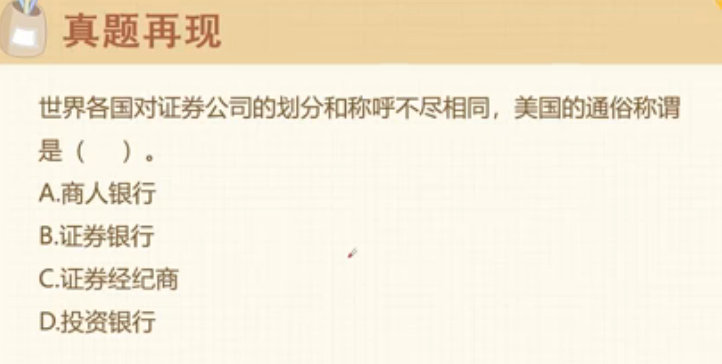 真题再现
世界各国对证券公司的划分和称呼不尽相同，美国的通俗称谓
是（　　）。
A.商人银行
B.证券银行
C.证券经纪商
D.投资银行